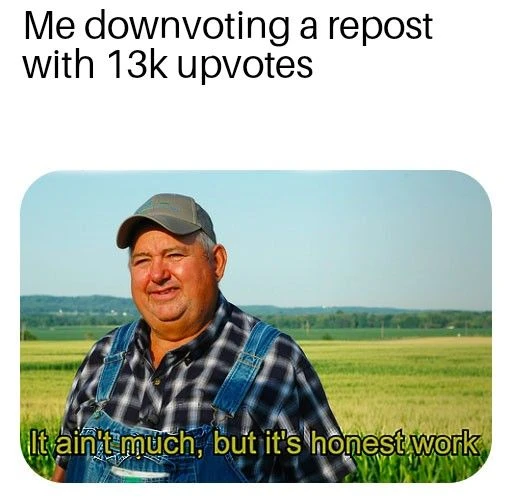 Me downvoting a repost
with 13k upvotes
It ain't much, but it's honest work